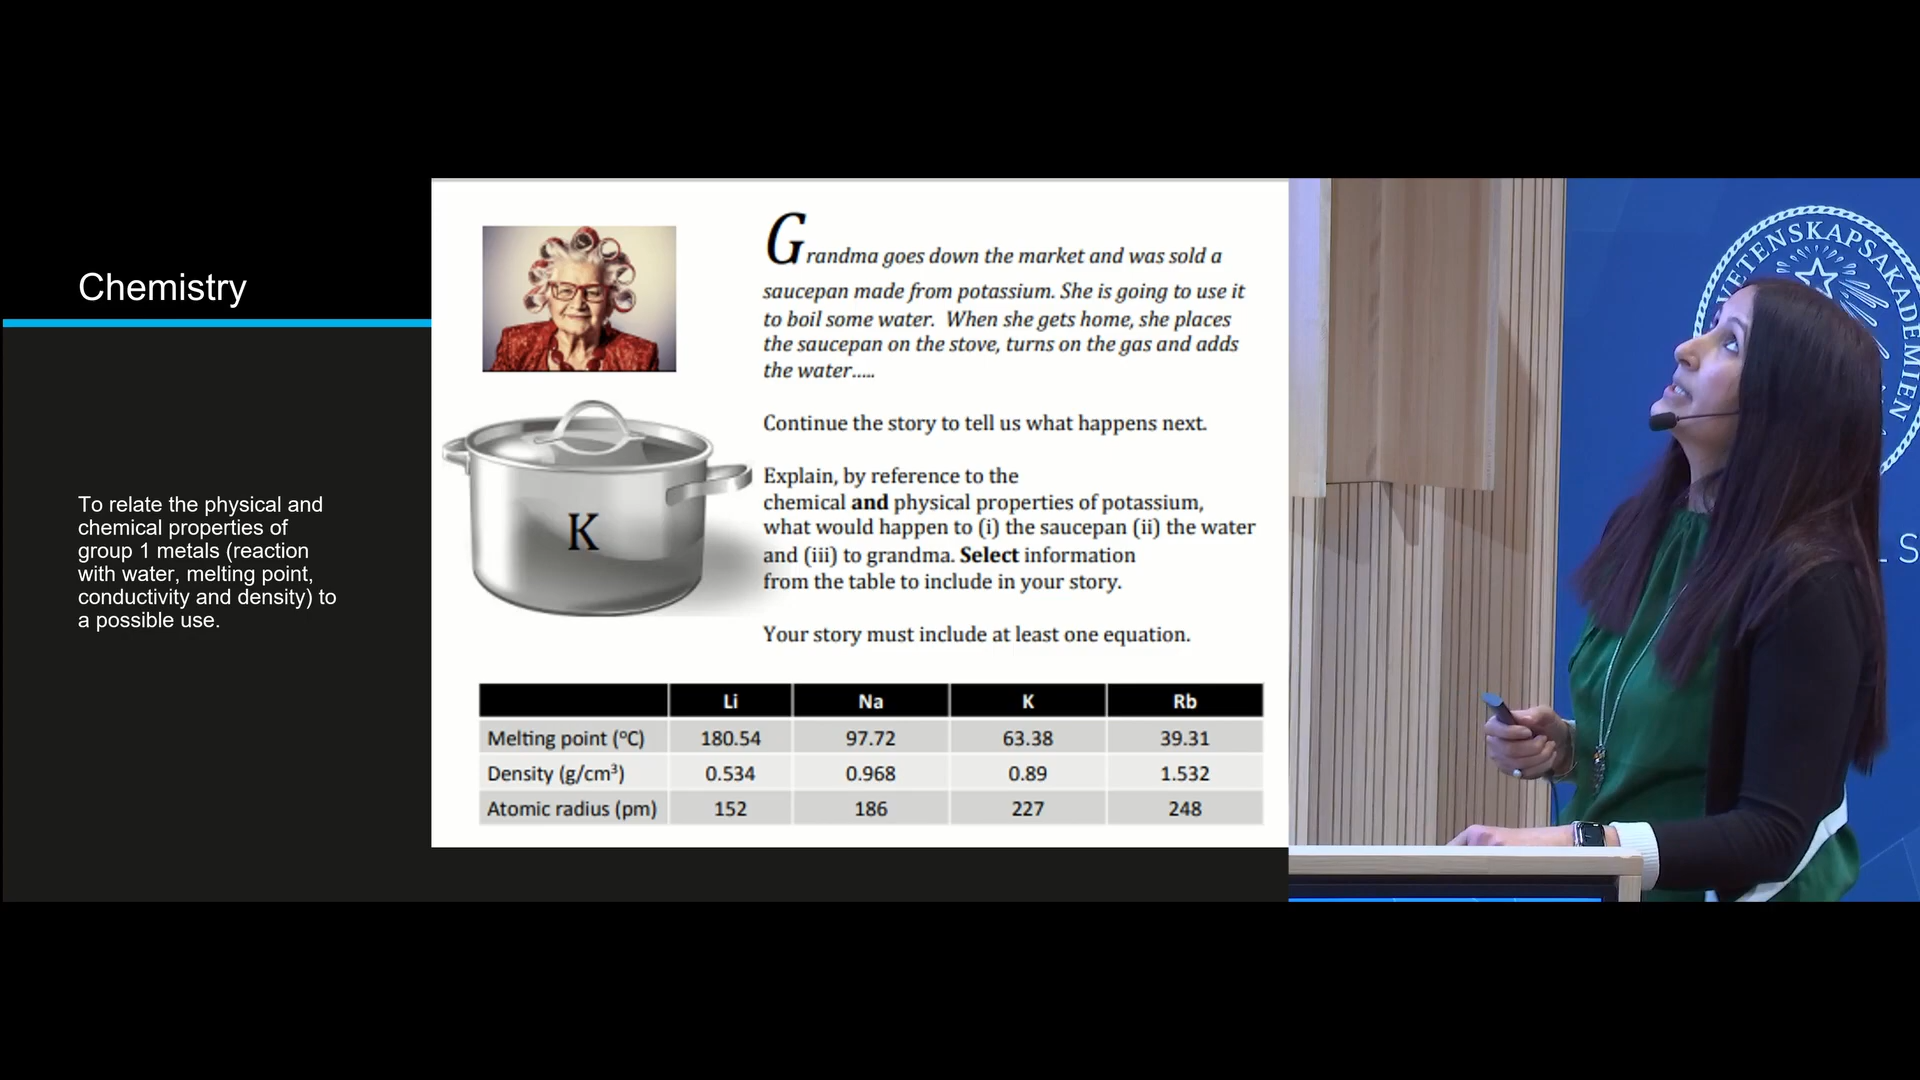 Chemistry
To relate the physical and
chemical properties of
group 1 metals (reaction
with water, melting point,
conductivity and density) to
a possible use.
Grandma goes down the market and was sold a
saucepan made from potassium. She is going to use it
to boil some water. When she gets home, she places
the saucepan on the stove, turns on the gas and adds
the water.....
Continue the story to tell us what happens next.
Explain, by reference to the
chemical and physical properties of potassium,
what would happen to (i) the saucepan (ii) the water
and (iii) to grandma. Select information
from the table to include in your story.
Your story must include at least one equation.
K
Li Na K Rb
Melting point (°C) 180.54 97.72 63.38 39.31
Density (g/cm³) 0.534 0.968 0.89 1.532
Atomic radius (pm) 152 186 227 248
VETENSKAPSAKADEMIEN
S